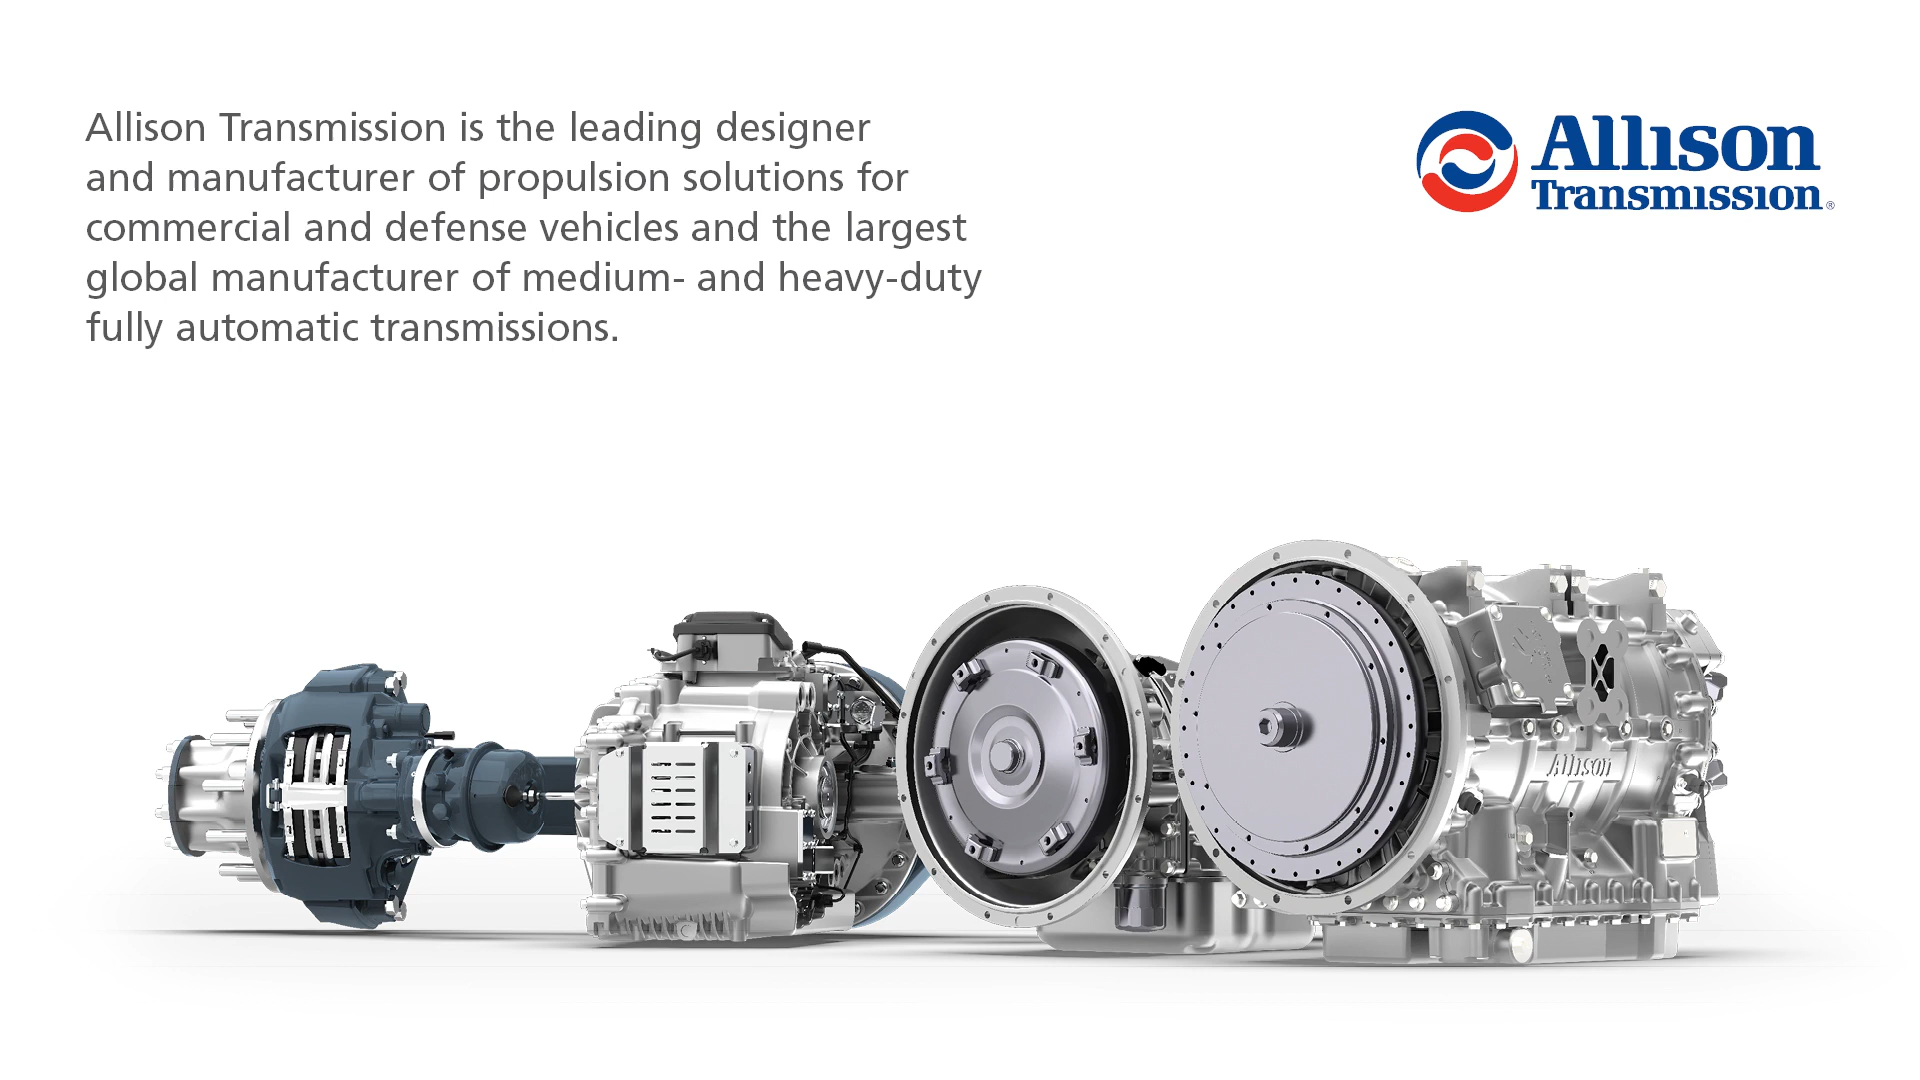 Allison Transmission is the leading designer
and manufacturer of propulsion solutions for
commercial and defense vehicles and the largest
global manufacturer of medium- and heavy-duty
fully automatic transmissions.
Allison
Transmission®
Allison